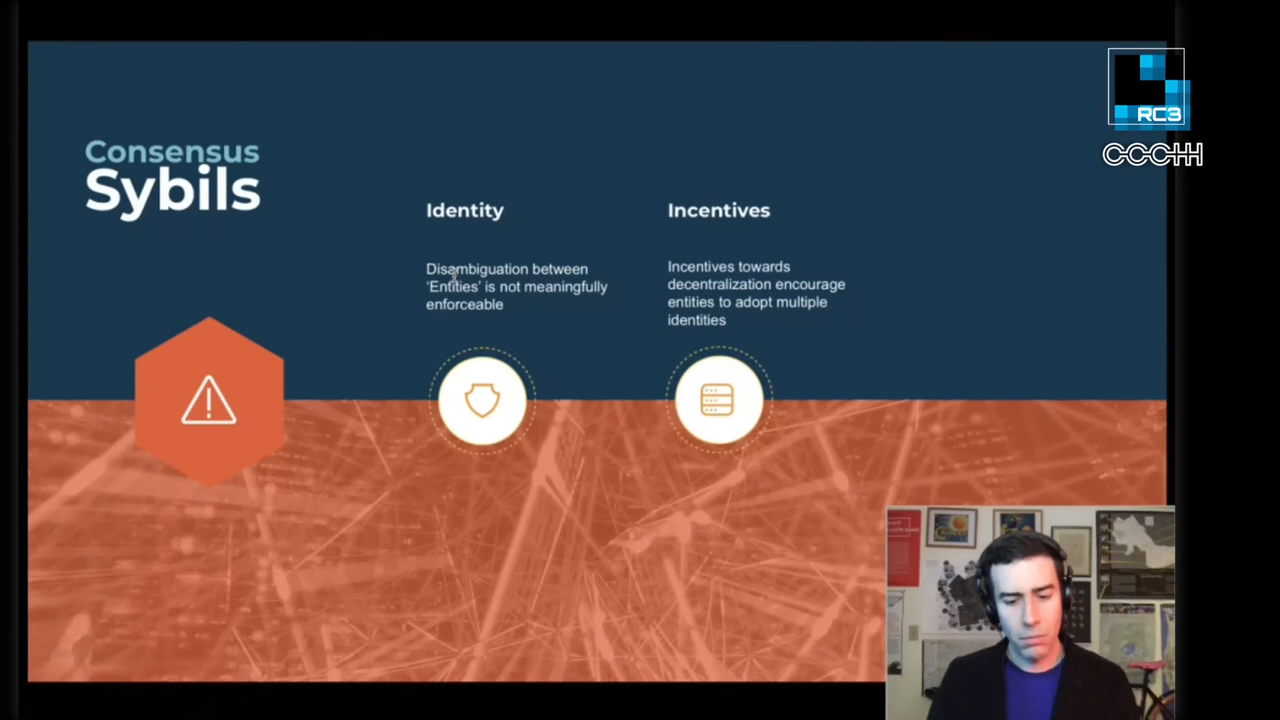 RC3
CCCHH
Consensus
Sybils
Identity
Disambiguation between
‘Entities’ is not meaningfully
enforceable
Incentives
Incentives towards
decentralization encourage
entities to adopt multiple
identities